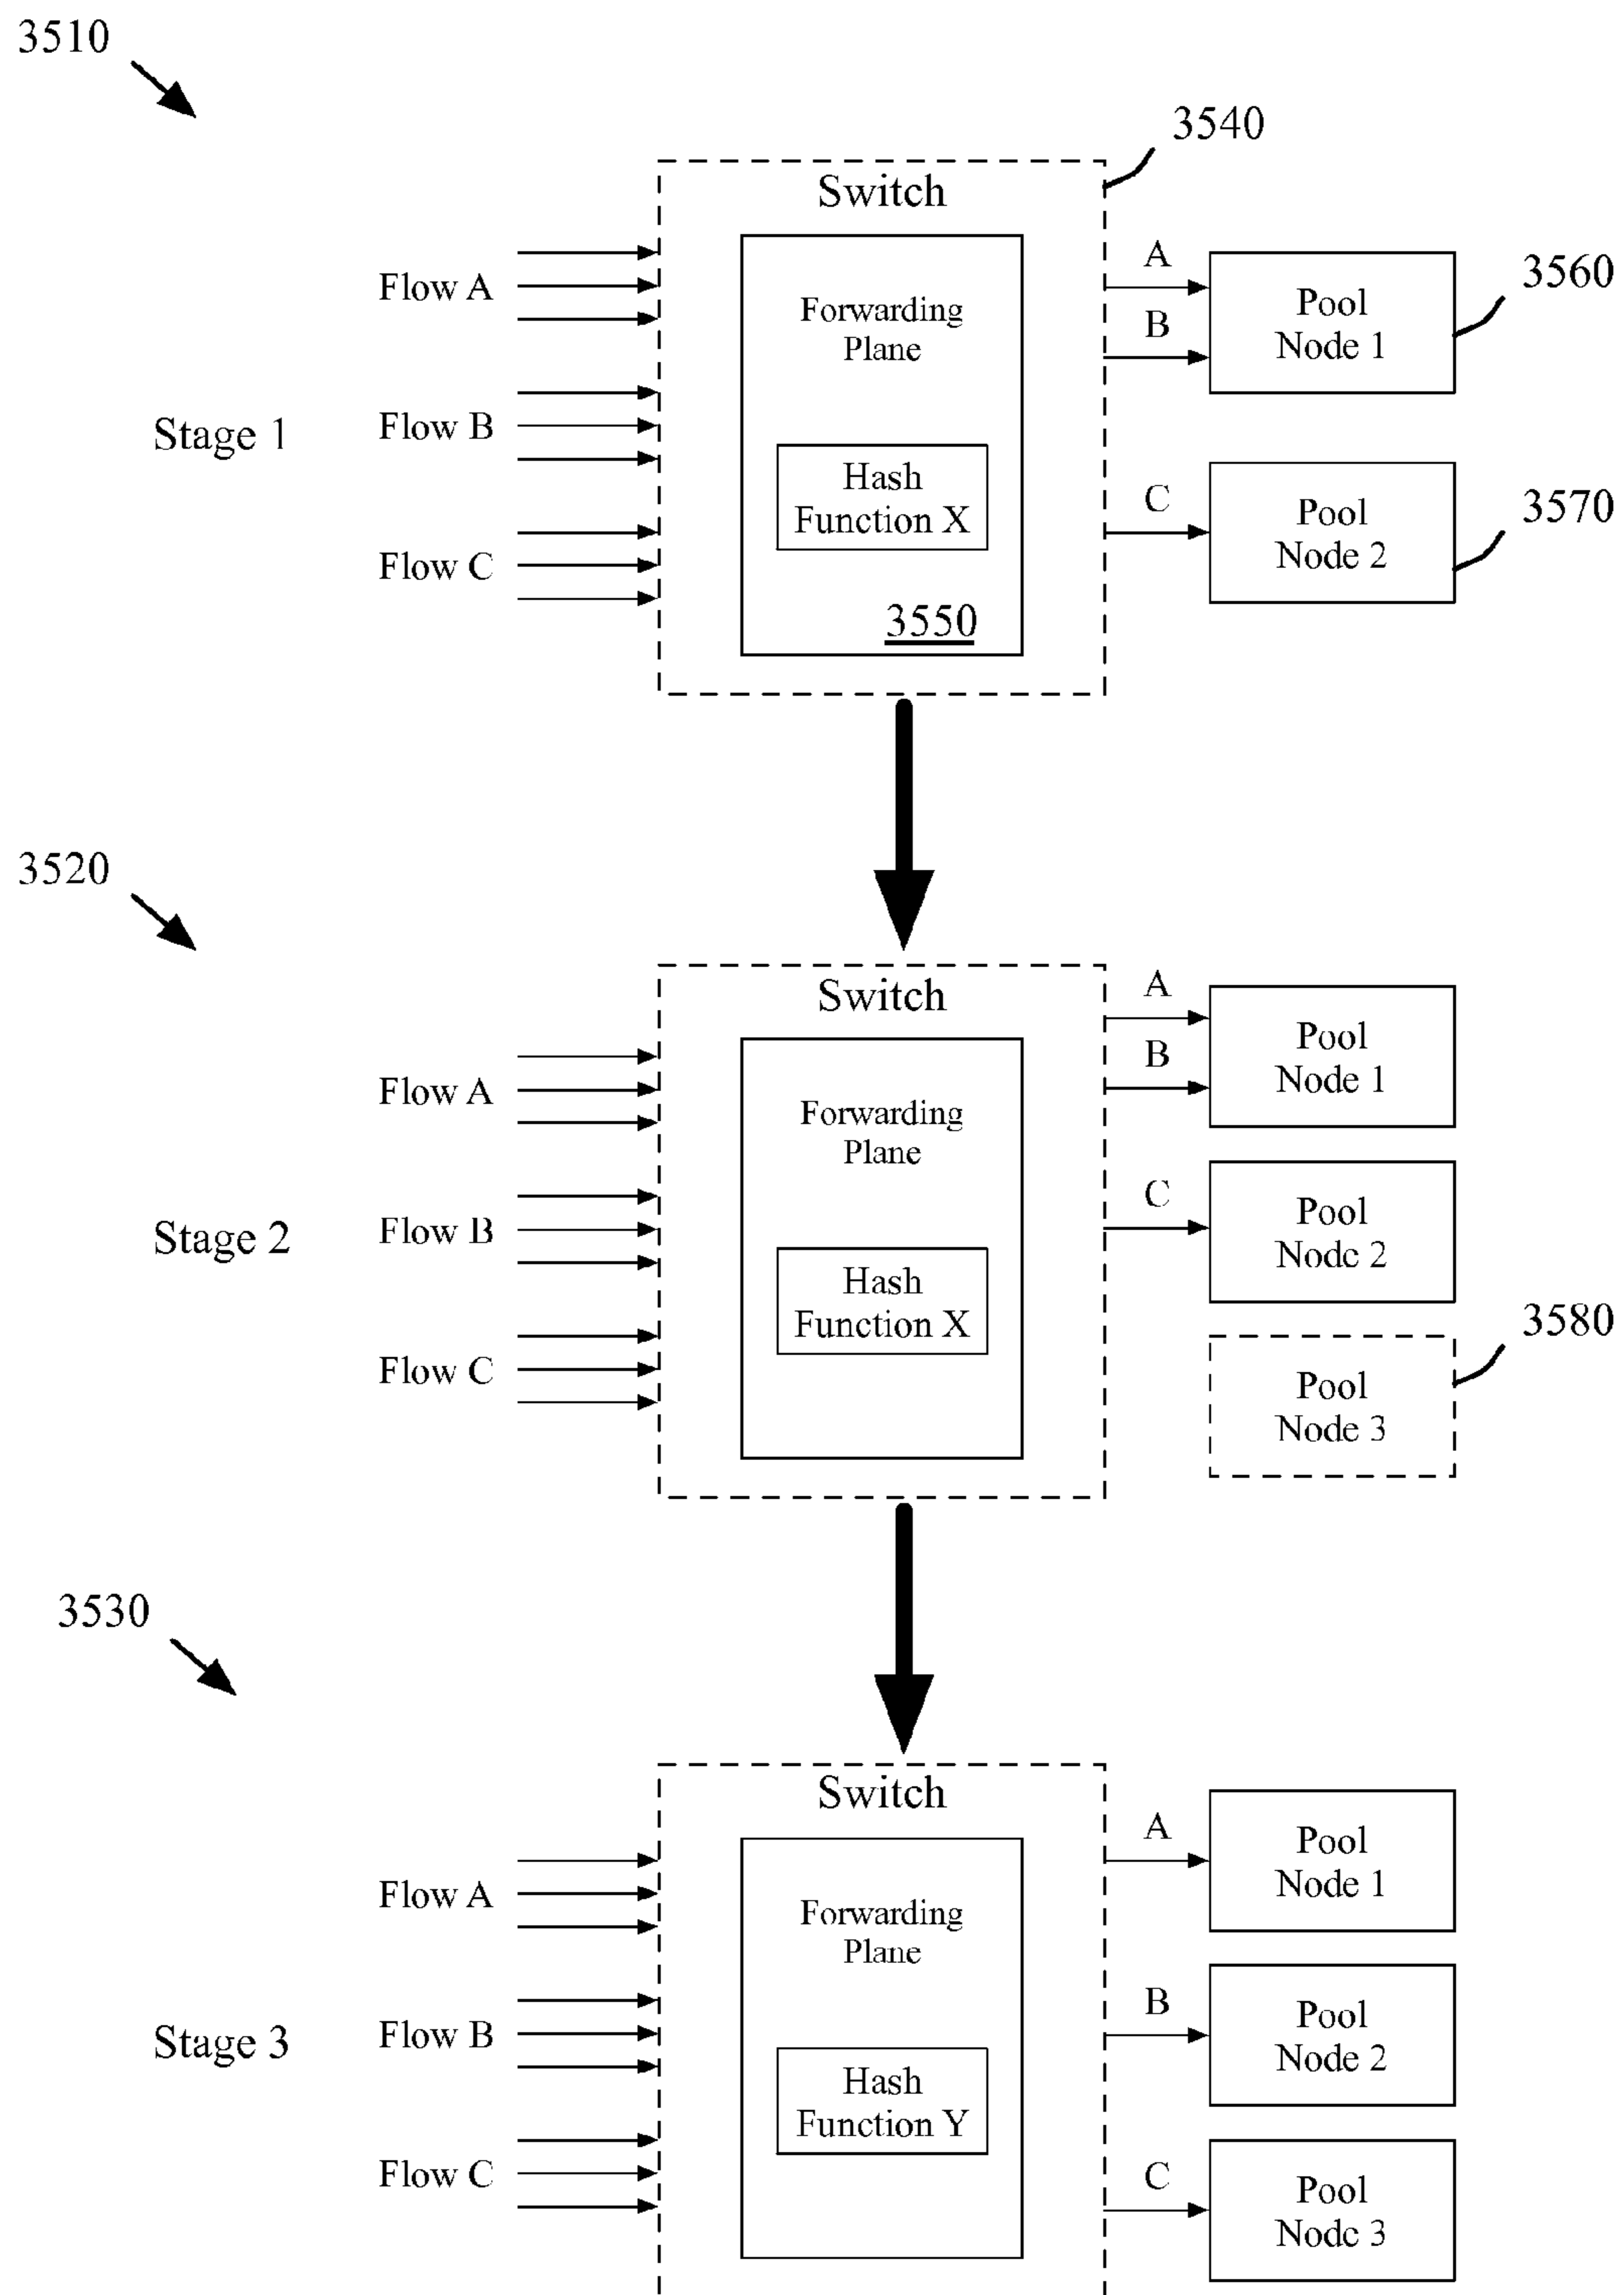 3510
3540
Switch
Flow A
Forwarding
Plane
A
B
Pool
Node 1
3560
Stage 1
Flow B
Hash
Function X
C
Pool
Node 2
3570
Flow C
3550
3520
Switch
Flow A
Forwarding
Plane
A
B
Pool
Node 1
Stage 2
Flow B
Hash
Function X
C
Pool
Node 2
Flow C
3580
Pool
Node 3
3530
Switch
Flow A
Forwarding
Plane
A
Pool
Node 1
Stage 3
Flow B
Hash
Function Y
B
Pool
Node 2
Flow C
C
Pool
Node 3